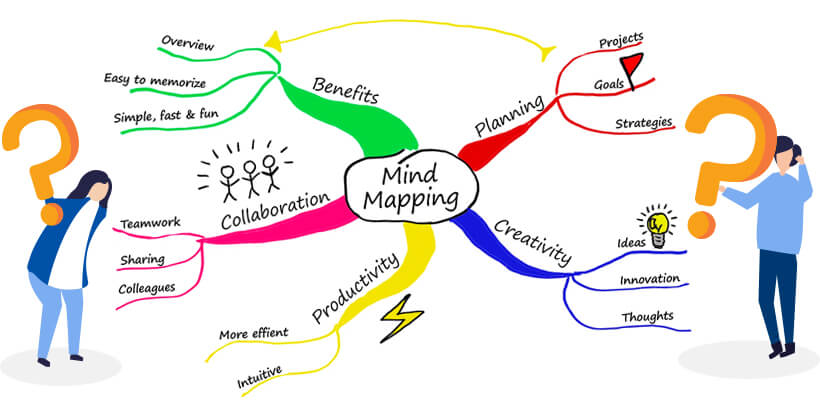 Mind
Mapping
Benefits
Overview
Easy to memorize
Simple, fast & fun
Planning
Projects
Goals
Strategies
Collaboration
Teamwork
Sharing
Colleagues
Creativity
Ideas
Innovation
Thoughts
Productivity
More effient
Intuitive